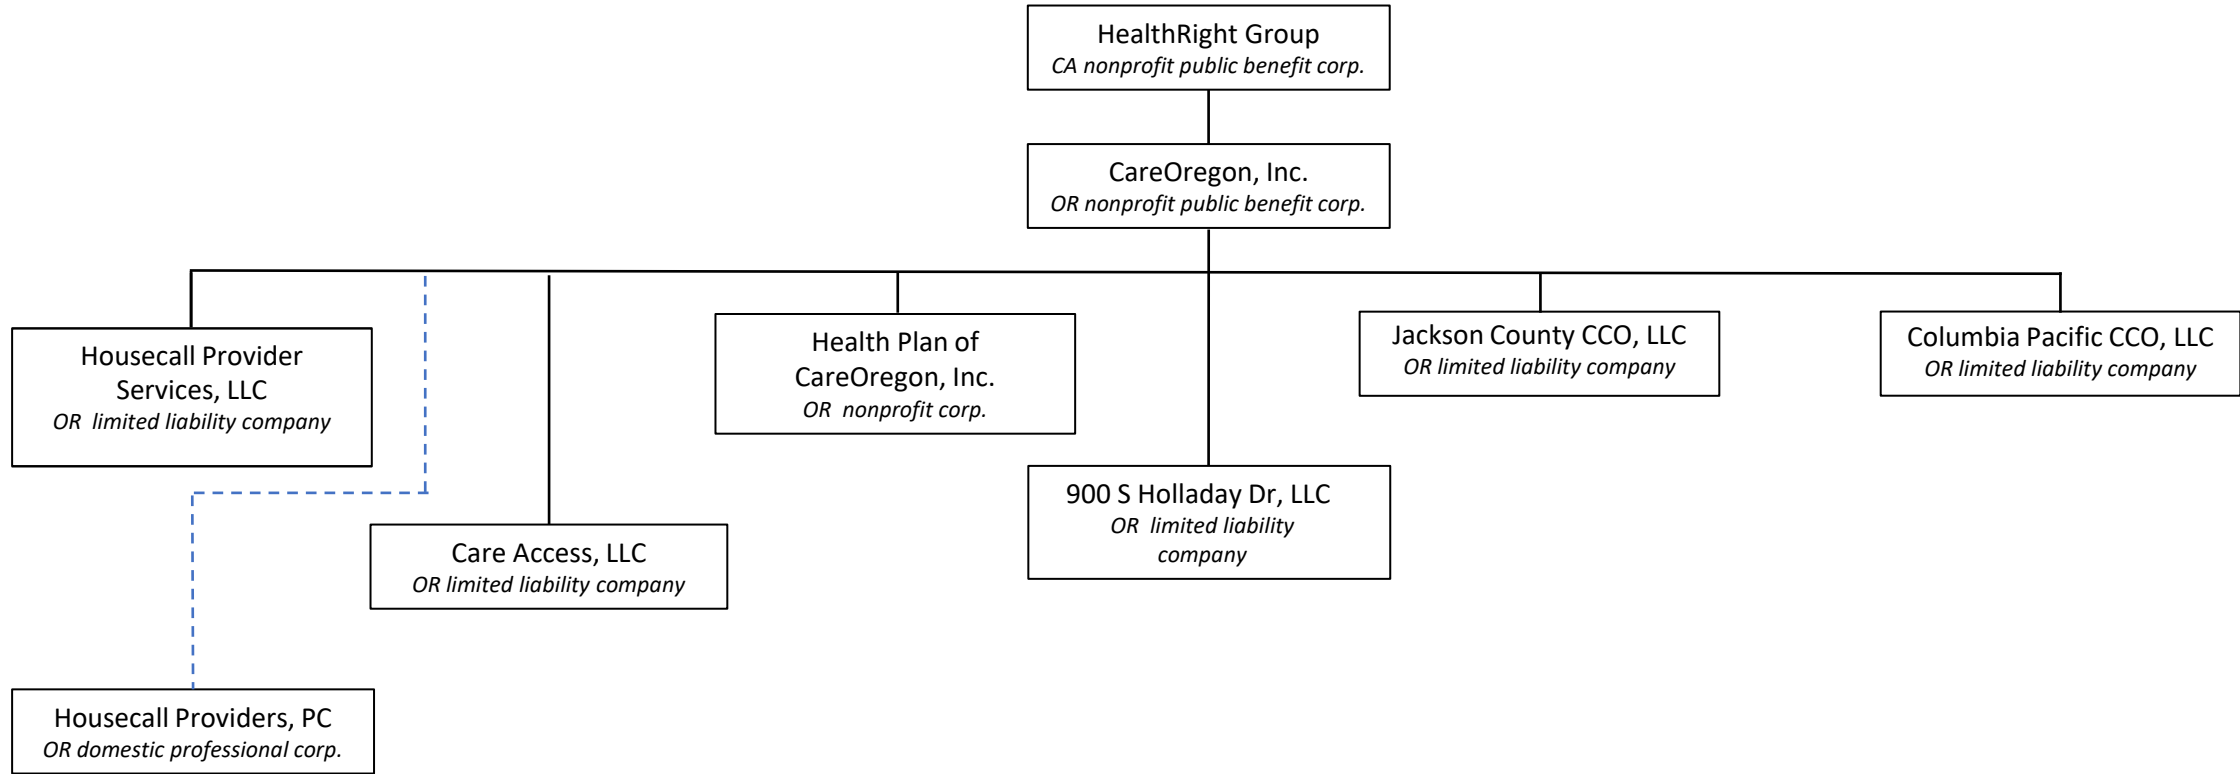 HealthRight Group
CA nonprofit public benefit corp.
CareOregon, Inc.
OR nonprofit public benefit corp.
Housecall Provider
Services, LLC
OR limited liability company
Health Plan of
CareOregon, Inc.
OR nonprofit corp.
Jackson County CCO, LLC
OR limited liability company
Columbia Pacific CCO, LLC
OR limited liability company
Care Access, LLC
OR limited liability company
900 S Holladay Dr, LLC
OR limited liability
company
Housecall Providers, PC
OR domestic professional corp.